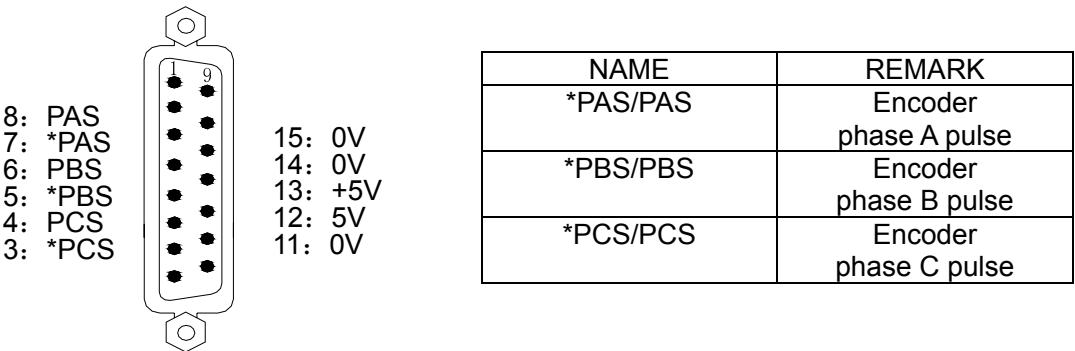 1
9
8：PAS
7：*PAS
6：PBS
5：*PBS
4：PCS
3：*PCS
15：0V
14：0V
13：+5V
12：5V
11：0V
NAME REMARK
*PAS/PAS Encoder
phase A pulse
*PBS/PBS Encoder
phase B pulse
*PCS/PCS Encoder
phase C pulse